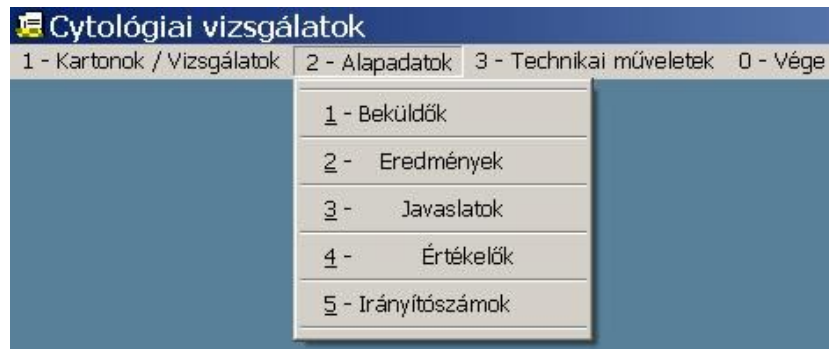 Cytológiai vizsgálatok
1 - Kartonok / Vizsgálatok 2 - Alapadatok 3 - Technikai műveletek 0 - Vége
1 - Beküldők
2 - Eredmények
3 - Javaslatok
4 - Értékelők
5 - Irányítószámok